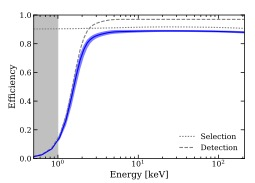 1.0
0.8
0.6
0.4
0.2
0.0
Efficiency
Selection
Detection
10⁰ 10¹ 10²
Energy [keV]